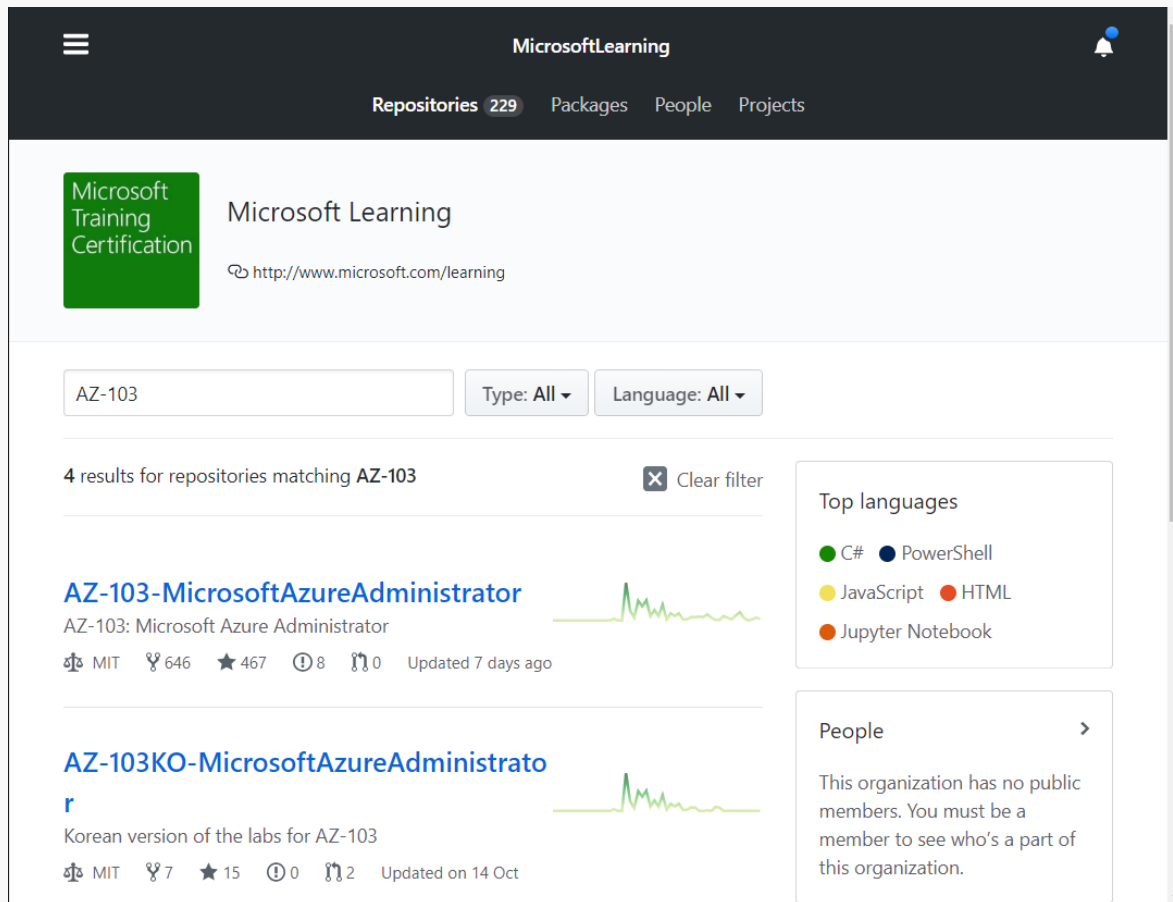 MicrosoftLearning
Repositories 229 Packages People Projects
Microsoft
Training
Certification
Microsoft Learning
http://www.microsoft.com/learning
AZ-103
Type: All
Language: All
4 results for repositories matching AZ-103
Clear filter
AZ-103-MicrosoftAzureAdministrator
AZ-103: Microsoft Azure Administrator
MIT 646 467 8 0 Updated 7 days ago
AZ-103KO-MicrosoftAzureAdministrato
r
Korean version of the labs for AZ-103
MIT 7 15 0 2 Updated on 14 Oct
Top languages
C# PowerShell
JavaScript HTML
Jupyter Notebook
People
This organization has no public
members. You must be a
member to see who's a part of
this organization.